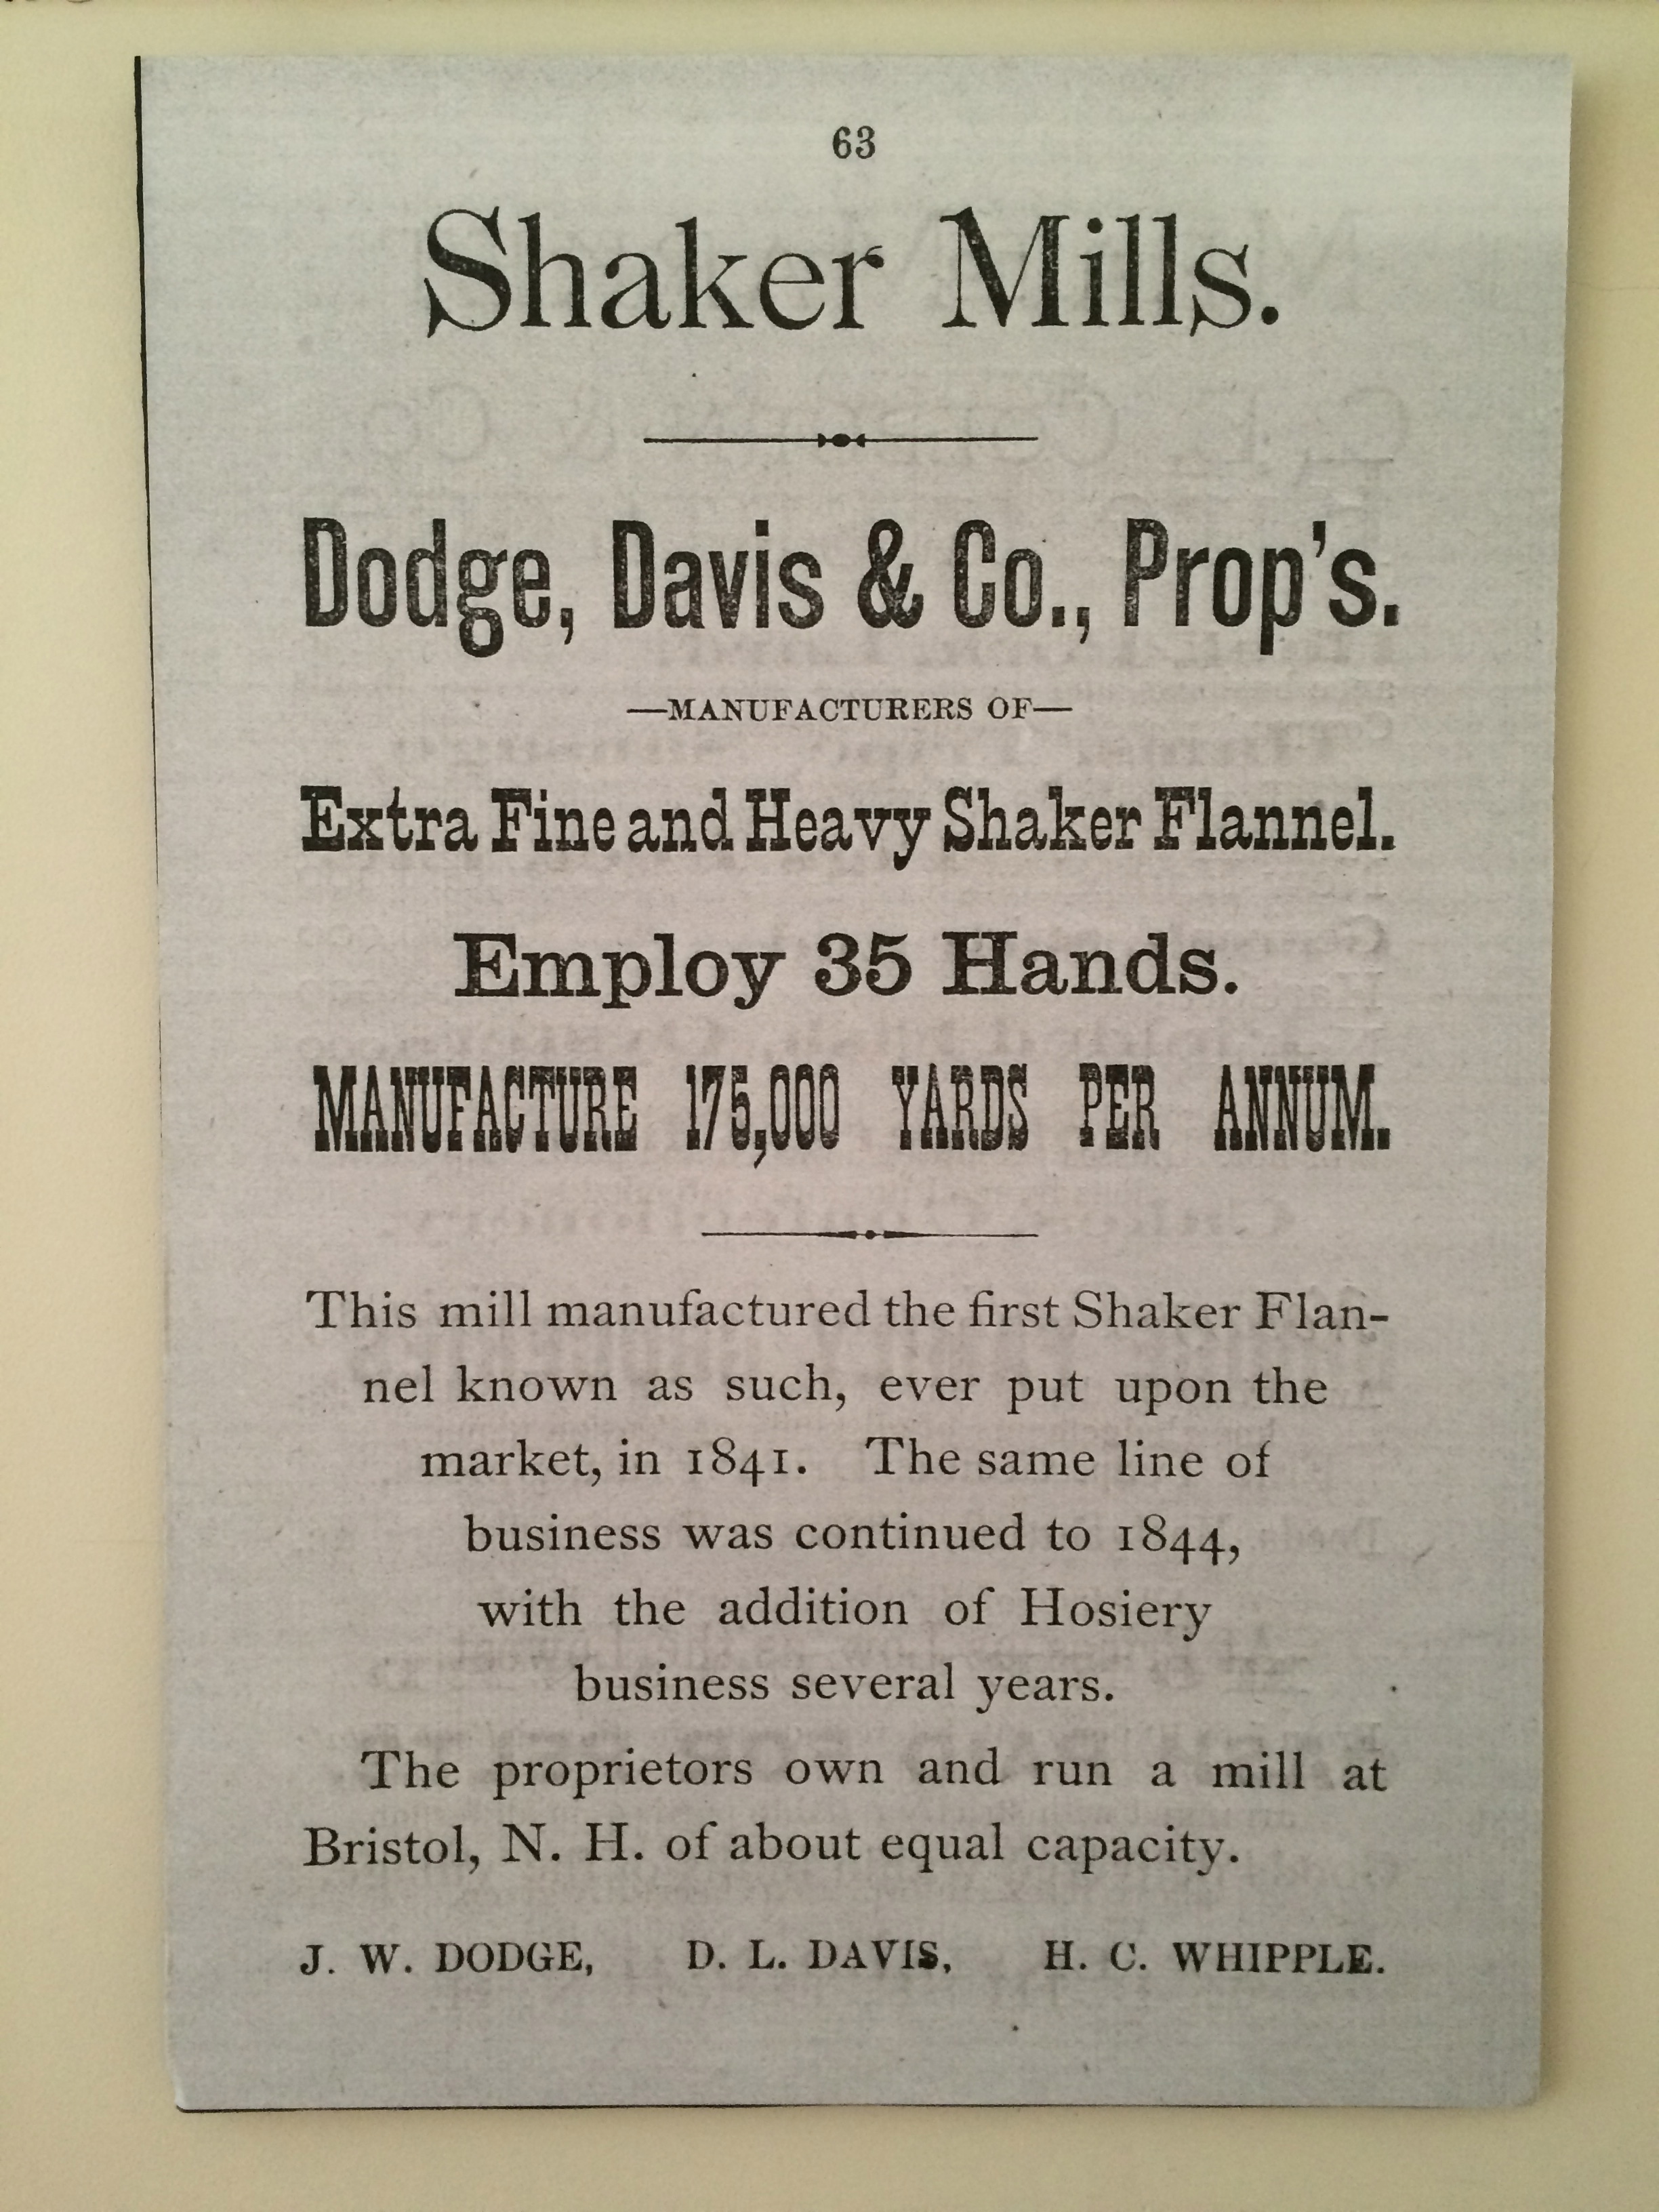 63
Shaker Mills.
Dodge, Davis & Co., Prop's.
—MANUFACTURERS OF—
Extra Fine and Heavy Shaker Flannel.
Employ 35 Hands.
MANUFACTURE 175,000 YARDS PER ANNUM.
This mill manufactured the first Shaker Flan-
nel known as such, ever put upon the
market, in 1841. The same line of
business was continued to 1844,
with the addition of Hosiery
business several years.
The proprietors own and run a mill at
Bristol, N. H. of about equal capacity.
J. W. DODGE, D. L. DAVIS, H. C. WHIPPLE.